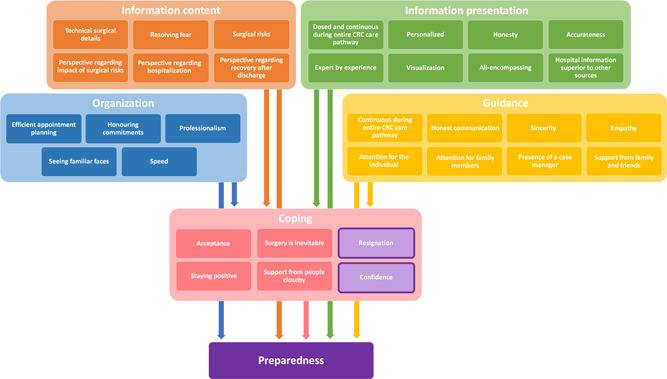 Information content
Technical surgical
details
Resolving fear
Surgical risks
Perspective regarding
impact of surgical risks
Perspective regarding
hospitalization
Perspective regarding
recovery after
discharge
Information presentation
Dosed and continuous
during entire CRC care
pathway
Personalized
Honesty
Accurateness
Expert by experience
Visualization
All-encompassing
Hospital information
superior to other
sources
Organization
Efficient appointment
planning
Honouring
commitments
Professionalism
Seeing familiar faces
Speed
Guidance
Continuous during
entire CRC care
pathway
Honest communication
Sincerity
Empathy
Attention for the
individual
Attention for family
members
Presence of a case
manager
Support from family
and friends
Coping
Acceptance
Surgery is inevitable
Resignation
Staying positive
Support from people
closeby
Confidence
Preparedness